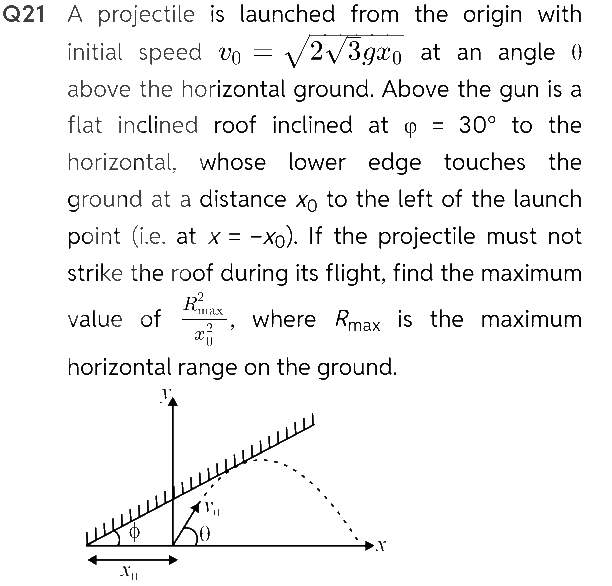 Q21 A projectile is launched from the origin with
initial speed v₀ = √(2√3gx₀) at an angle θ
above the horizontal ground. Above the gun is a
flat inclined roof inclined at φ = 30° to the
horizontal, whose lower edge touches the
ground at a distance x₀ to the left of the launch
point (i.e. at x = −x₀). If the projectile must not
strike the roof during its flight, find the maximum
value of R²max/x₀², where Rmax is the maximum
horizontal range on the ground.
y
v₀
ϕ θ
x
x₀